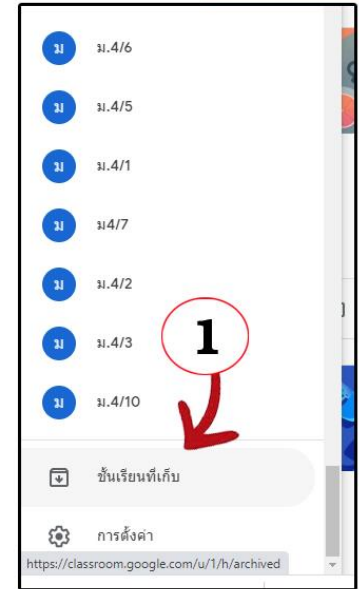 ม ม.4/6
ม ม.4/5
ม ม.4/1
ม ม4/7
ม ม.4/2
ม ม.4/3
1
ม ม.4/10
ชั้นเรียนที่เก็บ
การตั้งค่า
https://classroom.google.com/u/1/h/archived